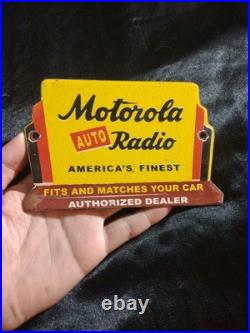 Motorola
AUTO Radio
AMERICA'S FINEST
FITS AND MATCHES YOUR CAR
AUTHORIZED DEALER